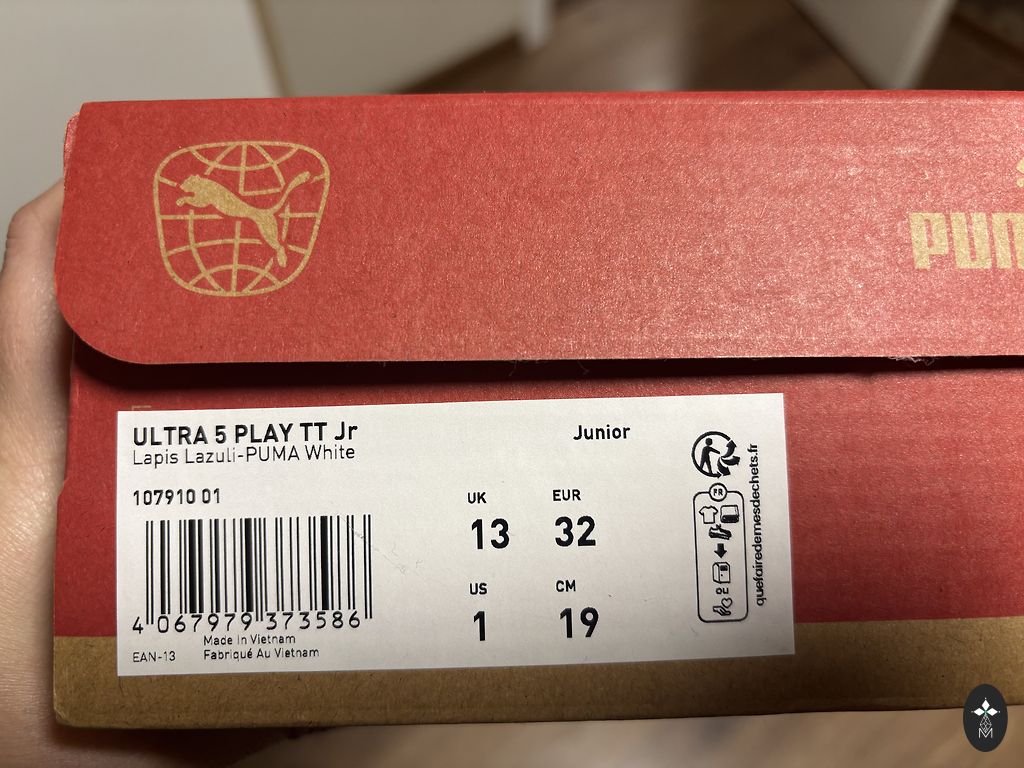 PUM
ULTRA 5 PLAY TT Jr
Junior
Lapis Lazuli-PUMA White
107910 01
UK
EUR
13
32
US
CM
1
19
4 067979 373586
Made In Vietnam
EAN-13
Fabriqué Au Vietnam
FR
quefairedemesdechets.fr
M